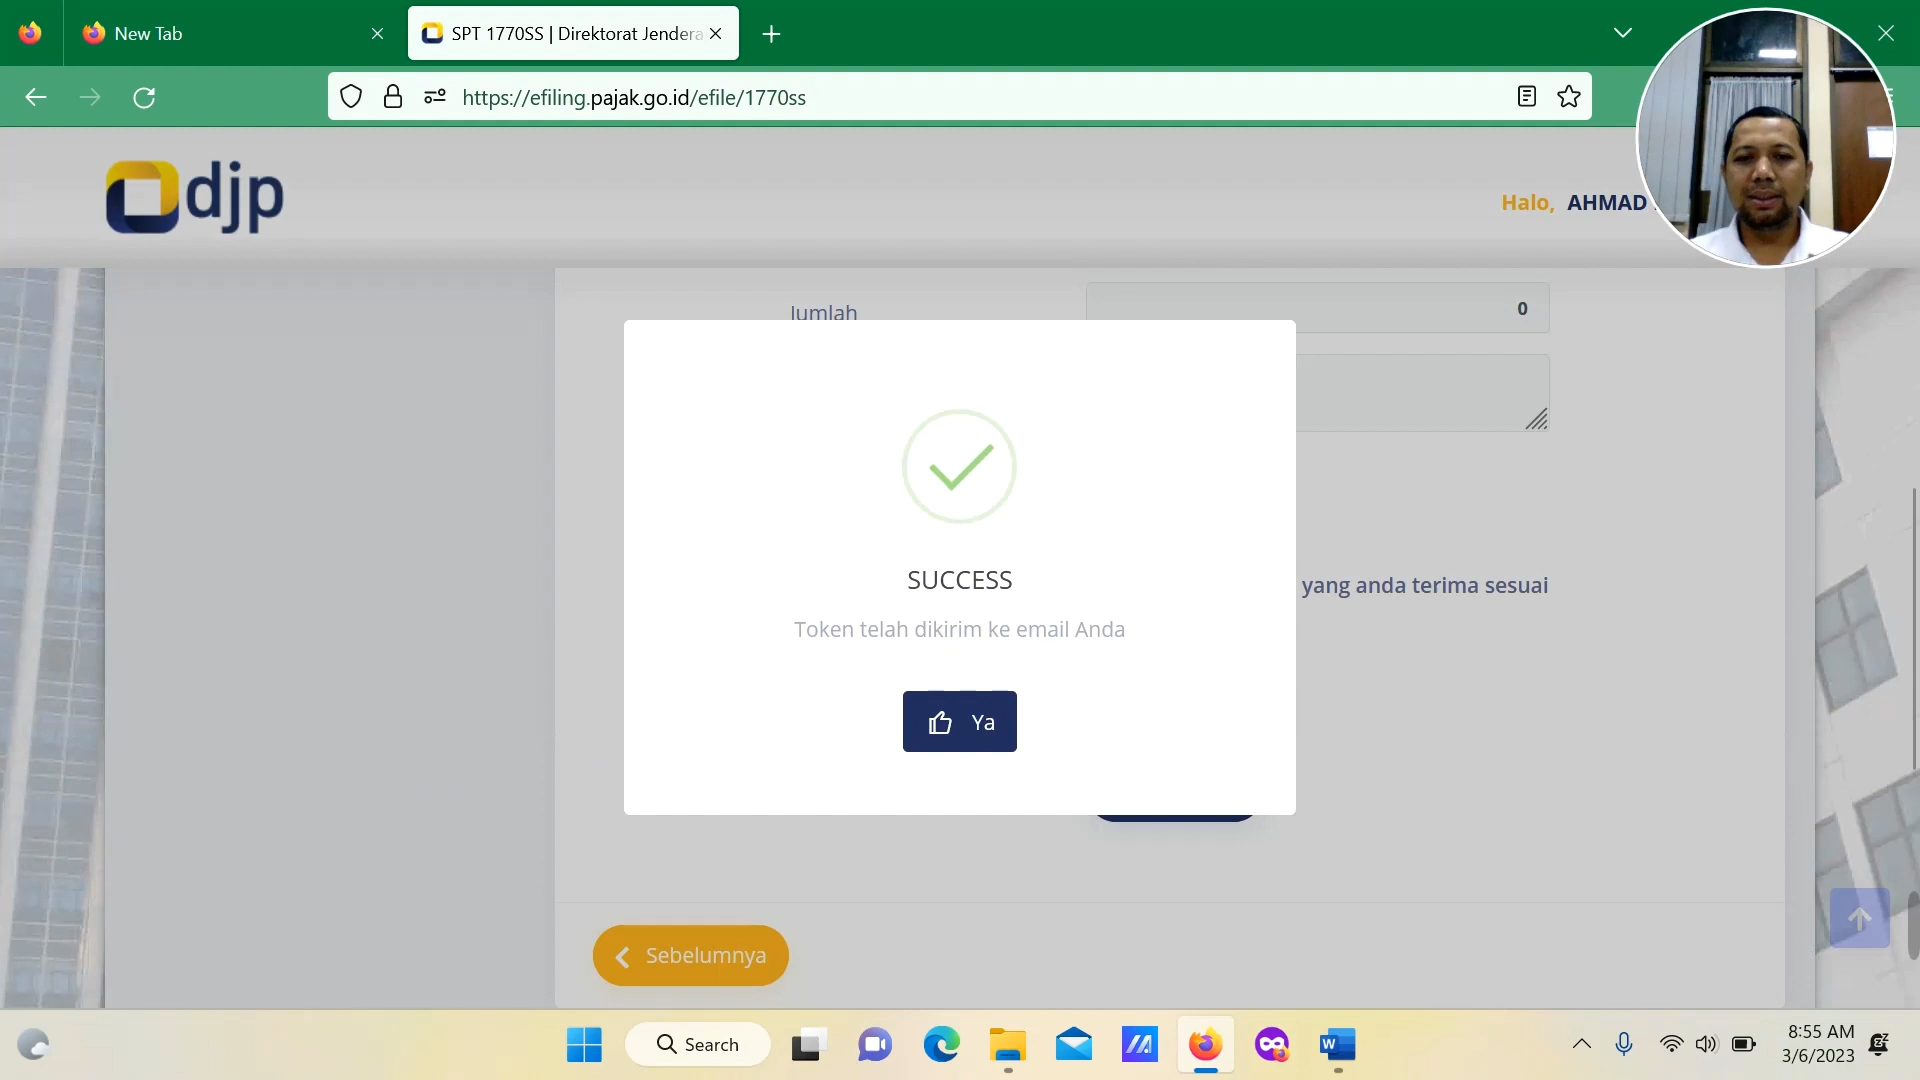 New Tab
SPT 1770SS | Direktorat Jendera
https://efiling.pajak.go.id/efile/1770ss
djp
Halo, AHMAD
Jumlah
0
SUCCESS
Token telah dikirim ke email Anda
yang anda terima sesuai
Ya
Sebelumnya
Search
8:55 AM
3/6/2023